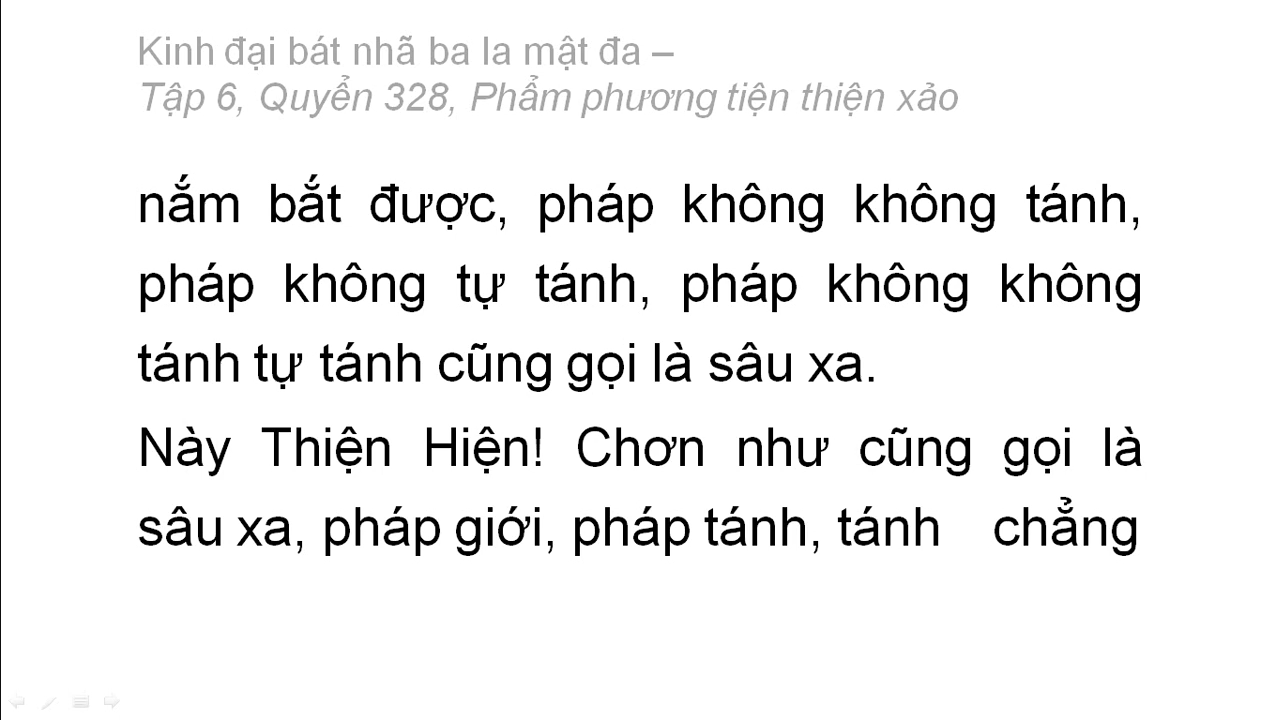 Kinh đại bát nhã ba la mật đa –
Tập 6, Quyển 328, Phẩm phương tiện thiện xảo
nắm bắt được, pháp không không tánh,
pháp không tự tánh, pháp không không
tánh tự tánh cũng gọi là sâu xa.
Này Thiện Hiện! Chơn như cũng gọi là
sâu xa, pháp giới, pháp tánh, tánh chẳng